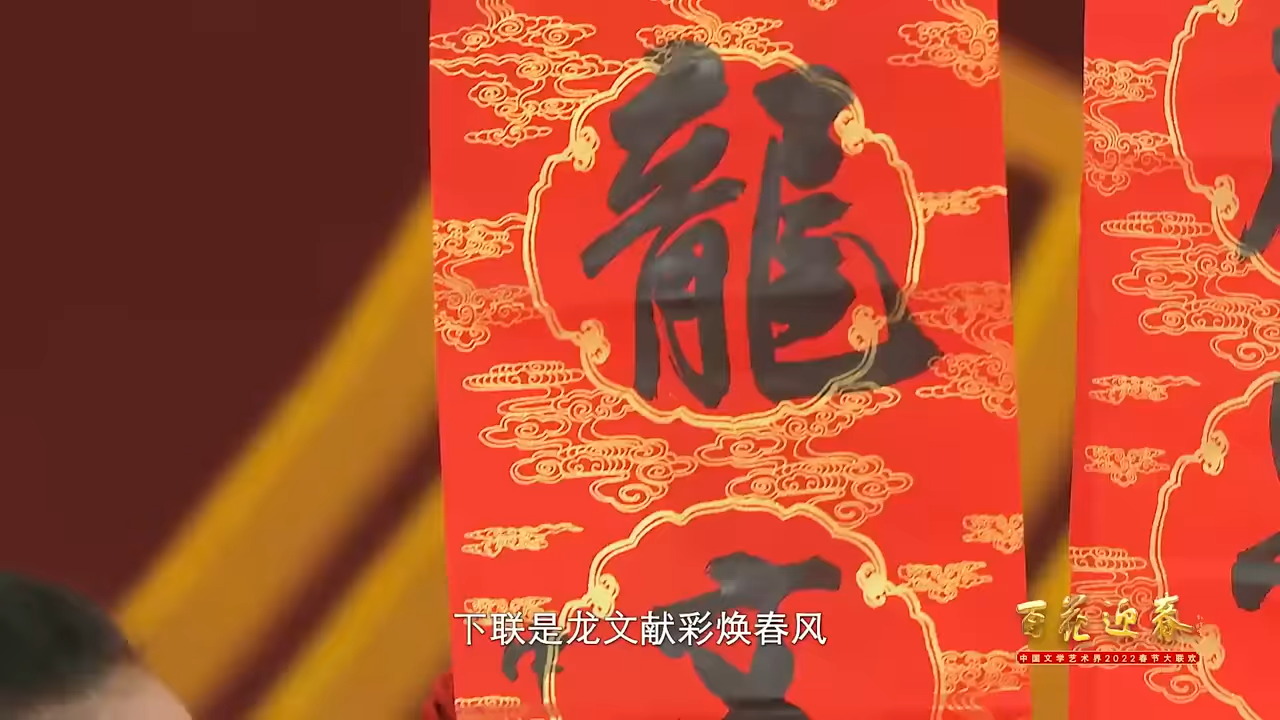 龍
下联是龙文献彩焕春风
百花迎春
中国文学艺术界2022春节大联欢